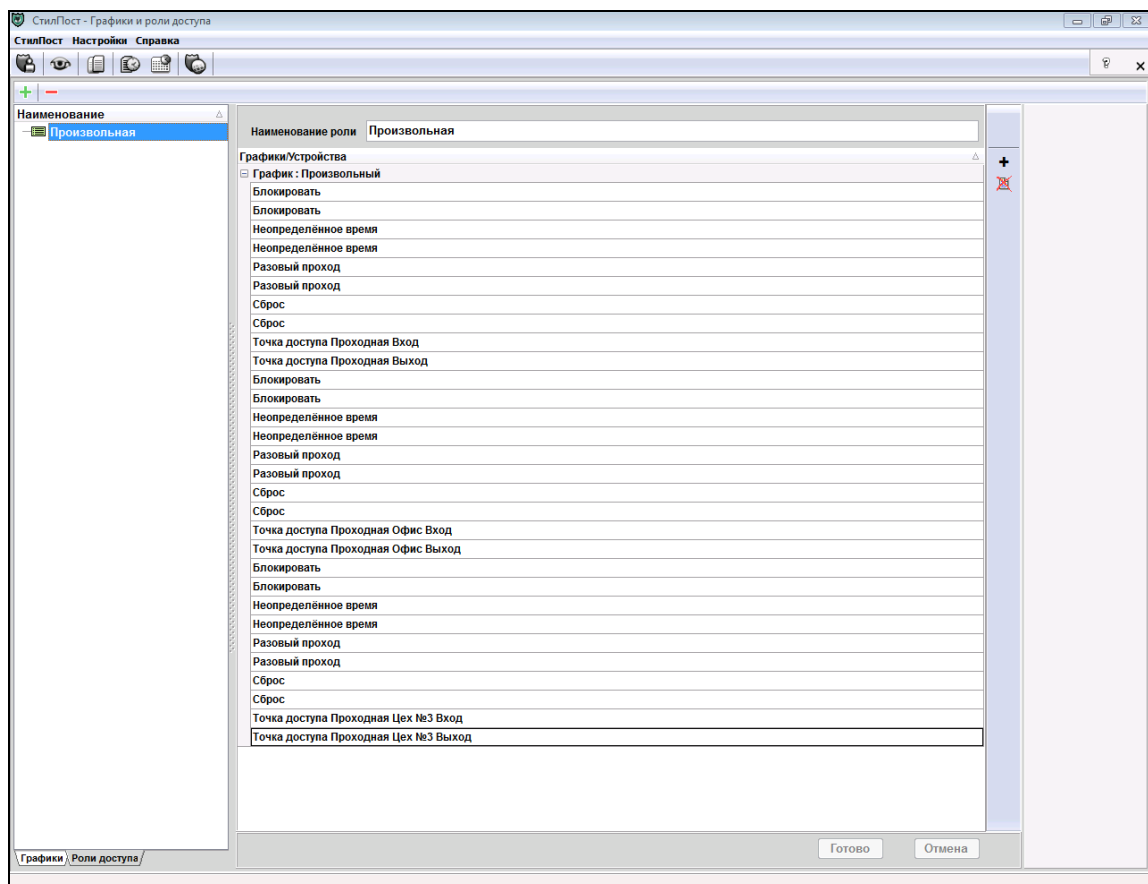 СтилПост - Графики и роли доступа
СтилПост Настройки Справка
Наименование
Произвольная
Наименование роли Произвольная
Графики/Устройства
График : Произвольный
Блокировать
Блокировать
Неопределённое время
Неопределённое время
Разовый проход
Разовый проход
Сброс
Сброс
Точка доступа Проходная Вход
Точка доступа Проходная Выход
Блокировать
Блокировать
Неопределённое время
Неопределённое время
Разовый проход
Разовый проход
Сброс
Сброс
Точка доступа Проходная Офис Вход
Точка доступа Проходная Офис Выход
Блокировать
Блокировать
Неопределённое время
Неопределённое время
Разовый проход
Разовый проход
Сброс
Сброс
Точка доступа Проходная Цех №3 Вход
Точка доступа Проходная Цех №3 Выход
Готово Отмена
Графики Роли доступа